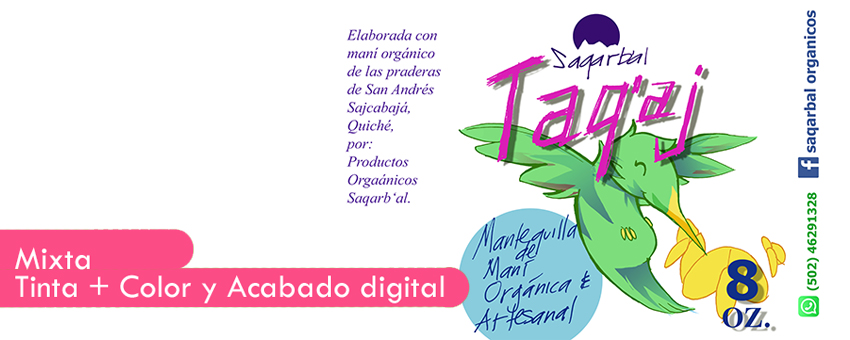 Elaborada con
maní orgánico
de las praderas
de San Andrés
Sajcabajá,
Quiché,
por:
Productos
Orgaánicos
Saqarb‘al.
Saqarbal
Taq'aj
Mantequilla
del
Maní
Orgánica &
Artesanal
8
OZ.
saqarbal organicos
(502) 46291328
Mixta
Tinta + Color y Acabado digital